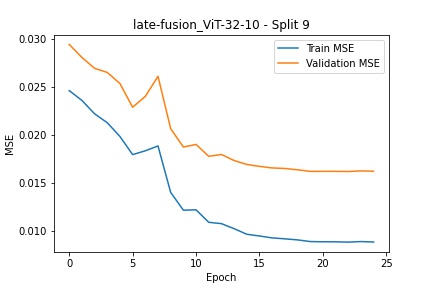 late-fusion_ViT-32-10 - Split 9
Train MSE
Validation MSE
0.030
0.025
0.020
0.015
0.010
MSE
0
5
10
15
20
25
Epoch